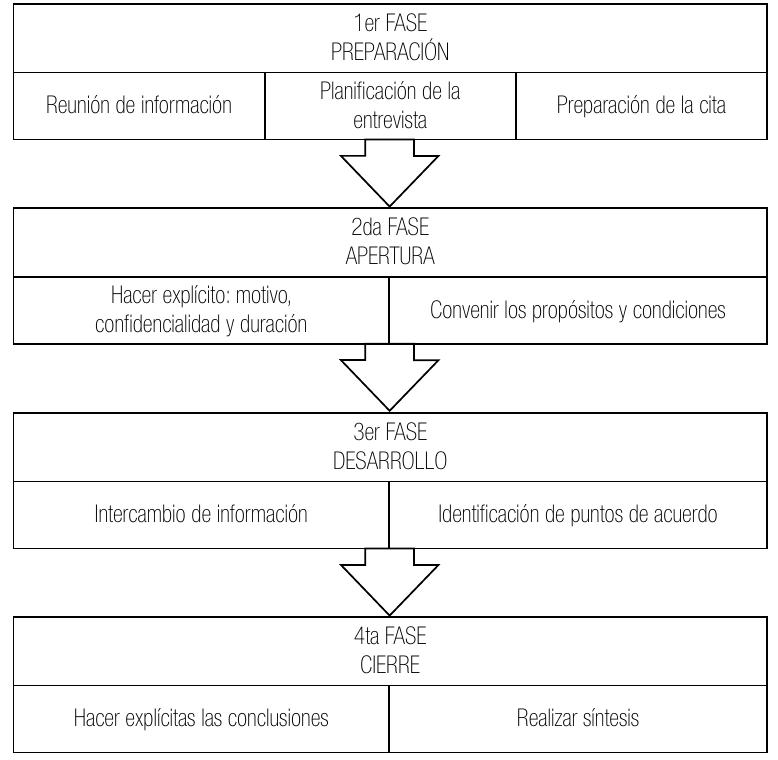 1er FASE
PREPARACIÓN
Reunión de información
Planificación de la
entrevista
Preparación de la cita
2da FASE
APERTURA
Hacer explícito: motivo,
confidencialidad y duración
Convenir los propósitos y condiciones
3er FASE
DESARROLLO
Intercambio de información
Identificación de puntos de acuerdo
4ta FASE
CIERRE
Hacer explícitas las conclusiones
Realizar síntesis